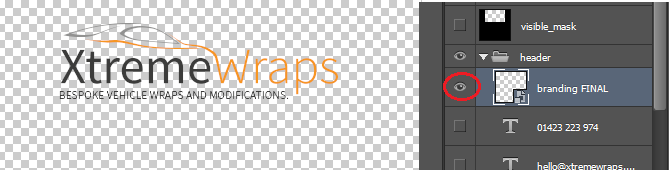 XtremeWraps
BESPOKE VEHICLE WRAPS AND MODIFICATIONS.
visible_mask
header
branding FINAL
T 01423 223 974
T hello@xtremewraps....